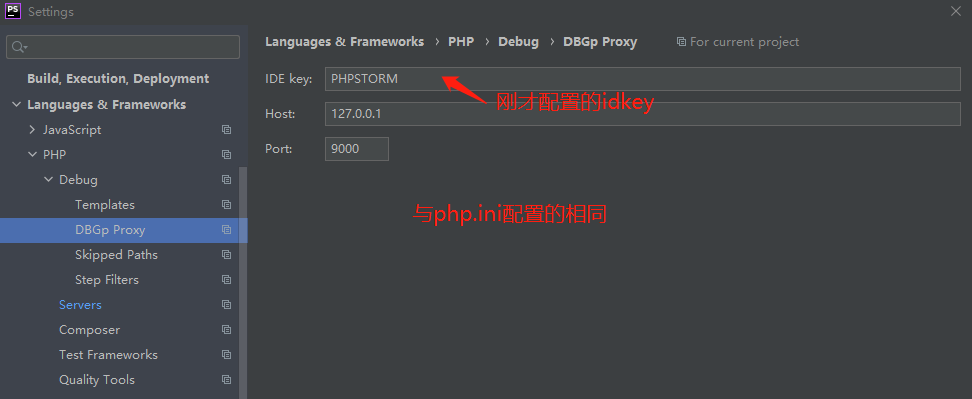 PS Settings
Languages & Frameworks › PHP › Debug › DBGp Proxy For current project
Build, Execution, Deployment
Languages & Frameworks
JavaScript
PHP
Debug
Templates
DBGp Proxy
Skipped Paths
Step Filters
Servers
Composer
Test Frameworks
Quality Tools
IDE key: PHPSTORM
刚才配置的idkey
Host: 127.0.0.1
Port: 9000
与php.ini配置的相同